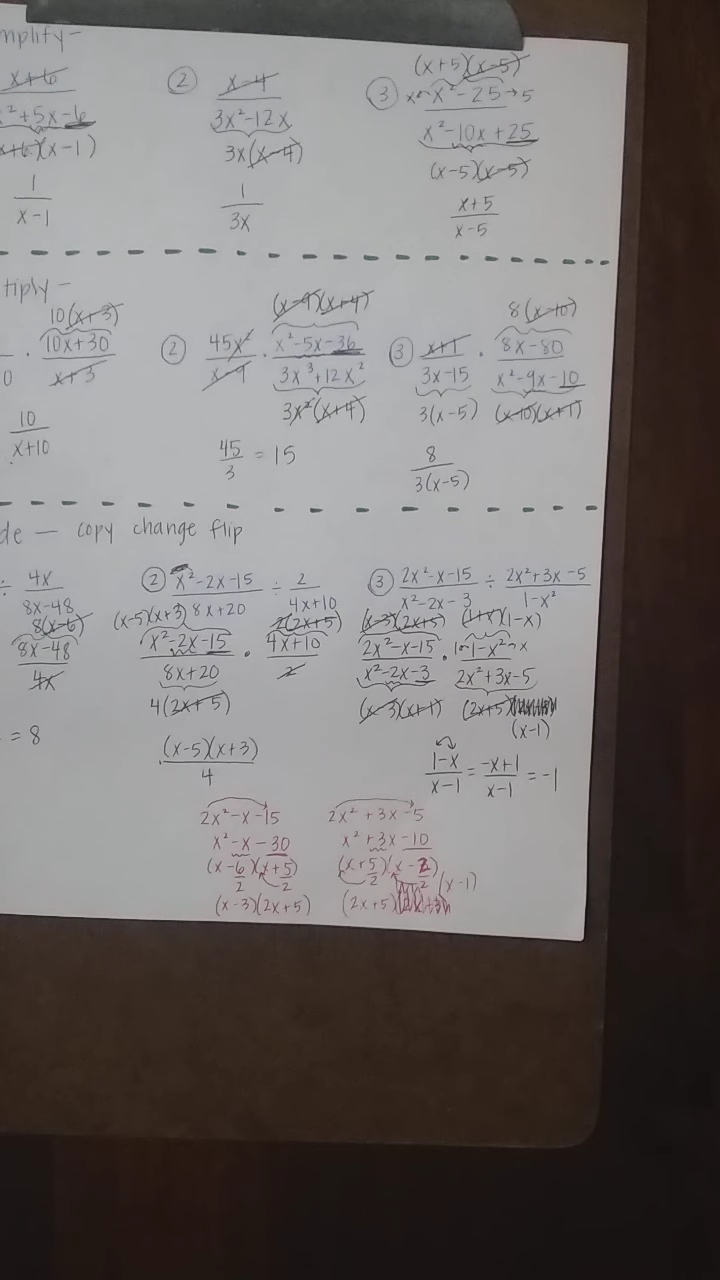 mplify-
x+6
x²+5x-6
x+6)(x-1)
1
x-1
② x-4
3x²-12x
3x(x-4)
1
3x
(x+5)(x-5)
③ x x²-25→5
x²-10x+25
(x-5)(x-5)
x+5
x-5
tiply-
10(x+3)
· 10x+30
0 x+3
10
x+10
(x-9)(x+4)
② 45x² · x²-5x-36
x-9 3x³+12x²
3x²(x+4)
45/3 = 15
8(x-10)
③ x+1 · 8x-80
3x-15 x²-9x-10
3(x-5) (x-10)(x+1)
8
3(x-5)
de — copy change flip
÷ 4x
8x-48
8(x-6)
8x-48
4x
= 8
② x²-2x-15 ÷ 2
8x+20 4x+10
(x-5)(x+3) 2(2x+5)
x²-2x-15 · 4x+10
8x+20 2
4(2x+5)
(x-5)(x+3)
4
③ 2x²-x-15 ÷ 2x²+3x-5
x²-2x-3 1-x²
(x-3)(2x+5) (1+x)(1-x)
2x²-x-15 · 1 1-x² x
x²-2x-3 2x²+3x-5
(x-3)(x+1) (2x+5)
(x-1)
1-x = -x+1 = -1
x-1 x-1
2x²-x-15
x²-x-30
(x-6)(x+5)
2 2
(x-3)(2x+5)
2x²+3x-5
x²+3x-10
(x+5)(x-2)
2 2 (x-1)
(2x+5)